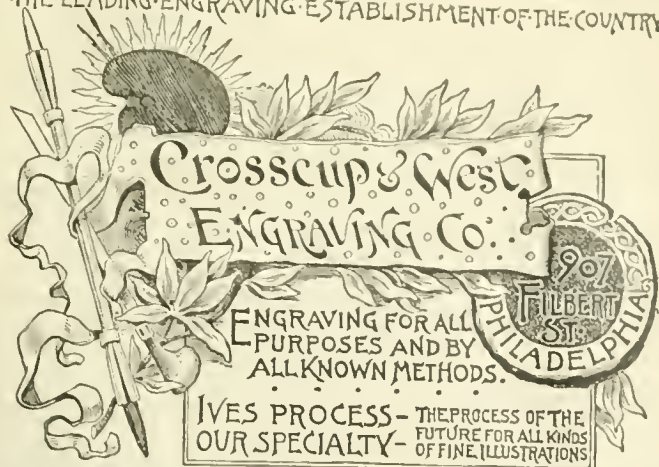 THE·LEADING·ENGRAVING·ESTABLISHMENT·OF·THE·COUNTRY
Crosscup & West
ENGRAVING CO.
907
FILBERT
ST.
PHILADELPHIA
ENGRAVING FOR ALL
PURPOSES AND BY
ALL KNOWN METHODS.
IVES PROCESS –
OUR SPECIALTY –
THE PROCESS OF THE
FUTURE FOR ALL KINDS
OF FINE ILLUSTRATIONS